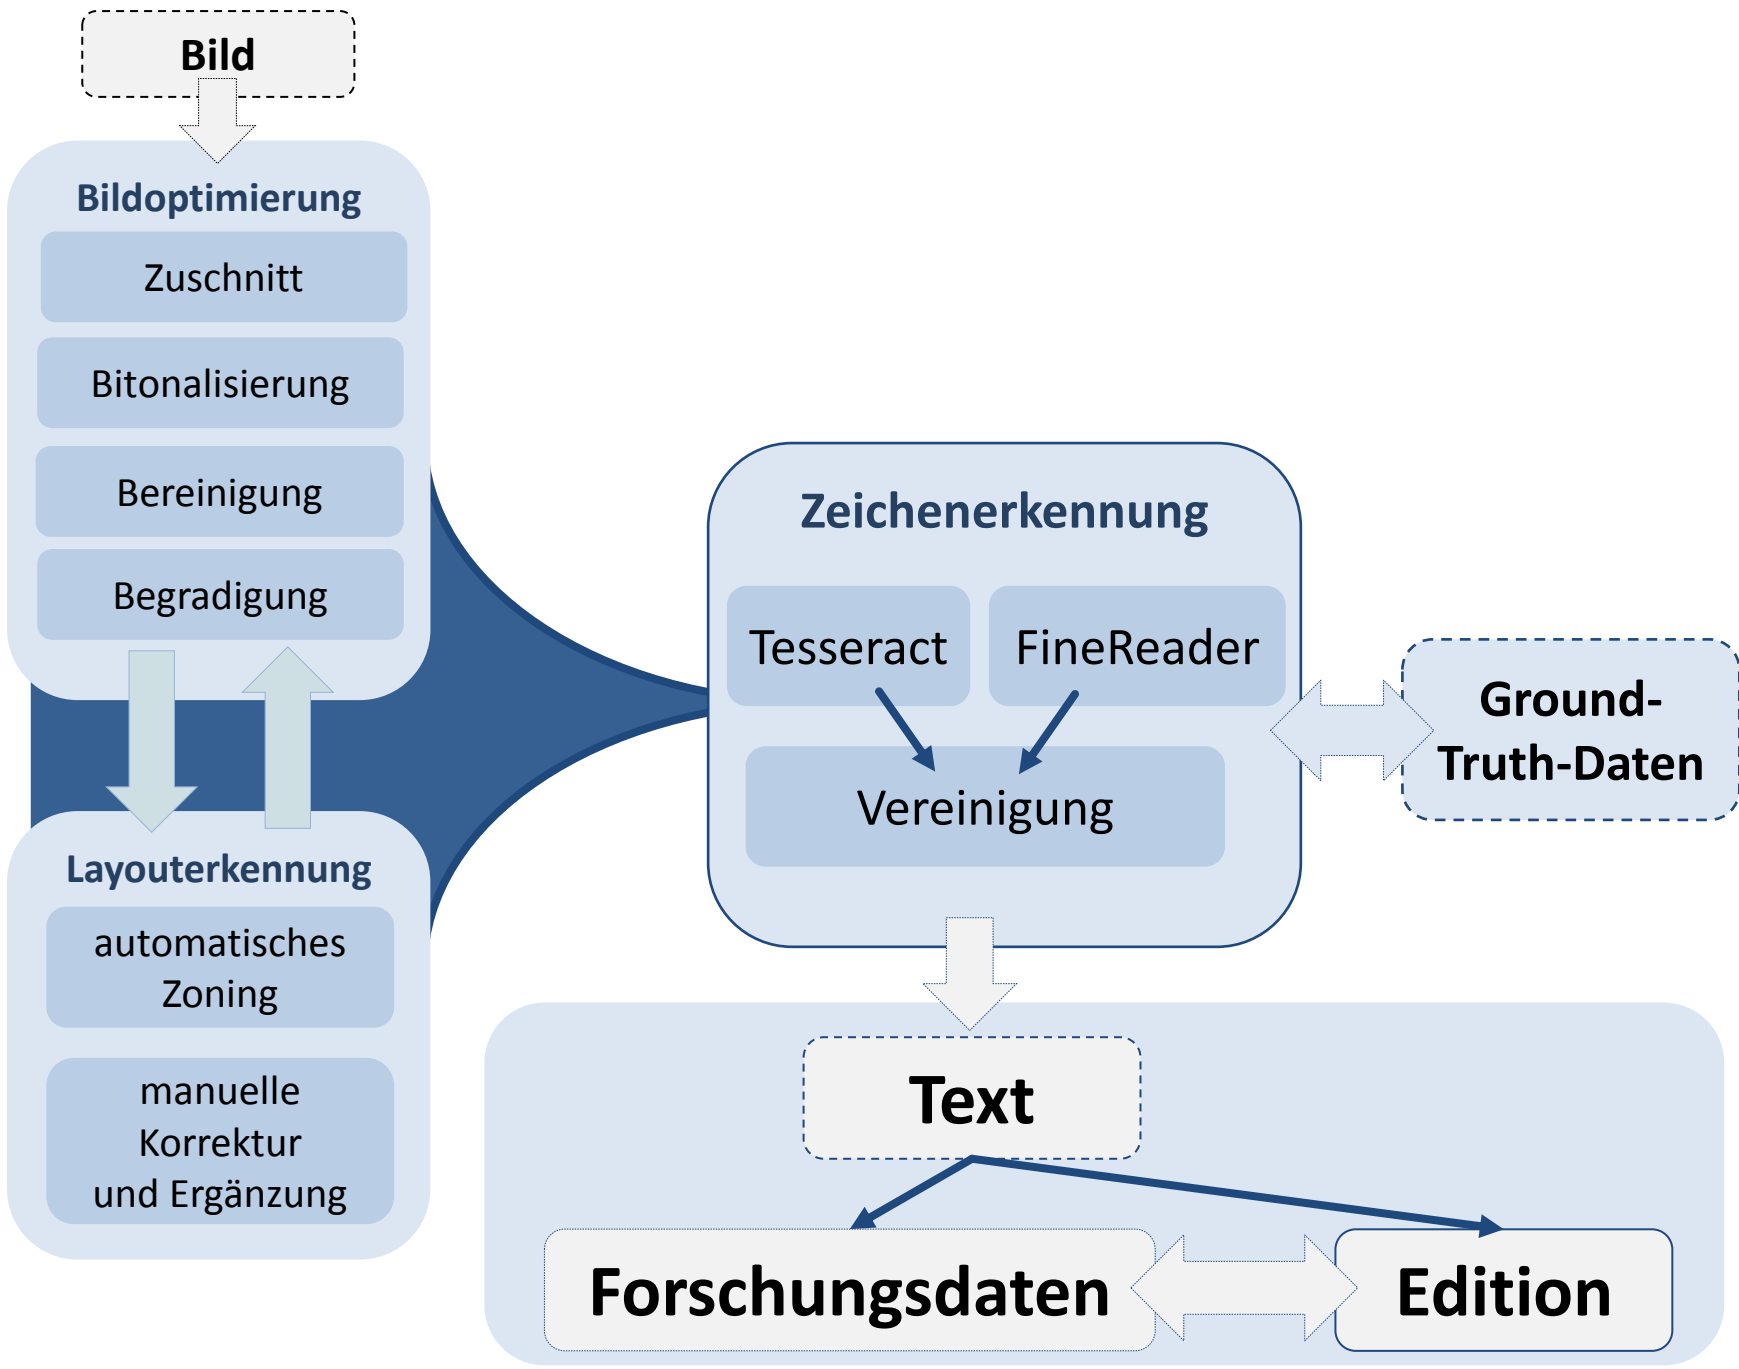 Bild
Bildoptimierung
Zuschnitt
Bitonalisierung
Bereinigung
Begradigung
Layouterkennung
automatisches
Zoning
manuelle
Korrektur
und Ergänzung
Zeichenerkennung
Tesseract
FineReader
Vereinigung
Ground-
Truth-Daten
Text
Forschungsdaten
Edition